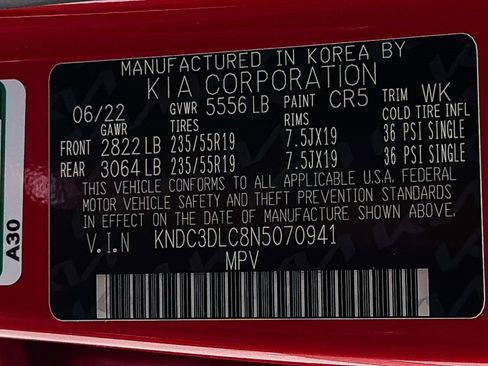 MANUFACTURED IN KOREA BY
KIA CORPORATION
06/22 GVWR 5556 LB PAINT CR5 TRIM WK
GAWR TIRES RIMS COLD TIRE INFL
FRONT 2822 LB 235/55R19 7.5JX19 36 PSI SINGLE
REAR 3064 LB 235/55R19 7.5JX19 36 PSI SINGLE
THIS VEHICLE CONFORMS TO ALL APPLICABLE U.S.A. FEDERAL
MOTOR VEHICLE SAFETY AND THEFT PREVENTION STANDARDS
IN EFFECT ON THE DATE OF MANUFACTURE SHOWN ABOVE.
V.I.N KNDC3DLC8N5070941
MPV
A30